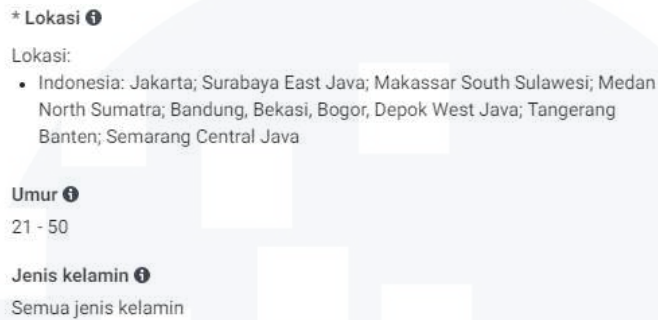 * Lokasi
Lokasi:
• Indonesia: Jakarta; Surabaya East Java; Makassar South Sulawesi; Medan
North Sumatra; Bandung, Bekasi, Bogor, Depok West Java; Tangerang
Banten; Semarang Central Java
Umur
21 - 50
Jenis kelamin
Semua jenis kelamin